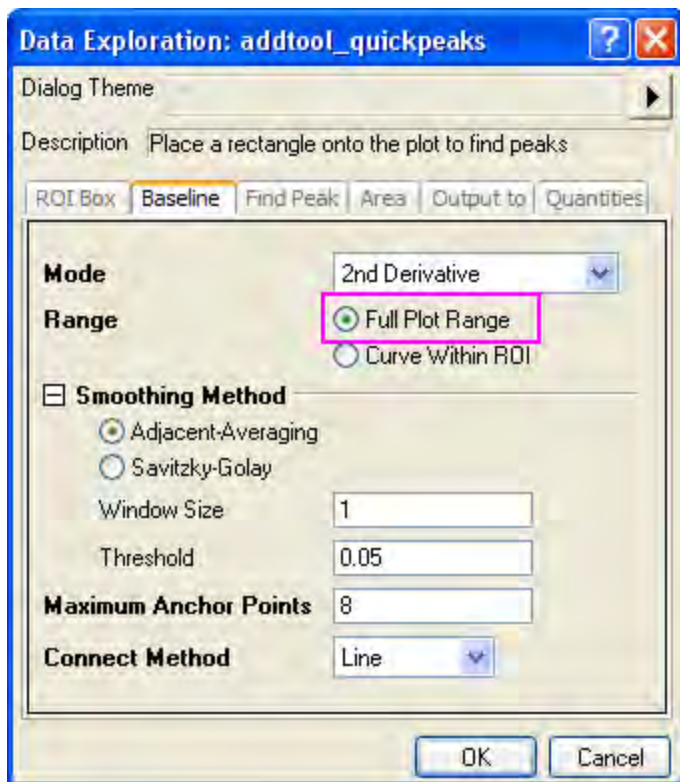 Data Exploration: addtool_quickpeaks
Dialog Theme
Description Place a rectangle onto the plot to find peaks
ROI Box Baseline Find Peak Area Output to Quantities
Mode 2nd Derivative
Range Full Plot Range
Curve Within ROI
Smoothing Method
Adjacent-Averaging
Savitzky-Golay
Window Size 1
Threshold 0.05
Maximum Anchor Points 8
Connect Method Line
OK Cancel